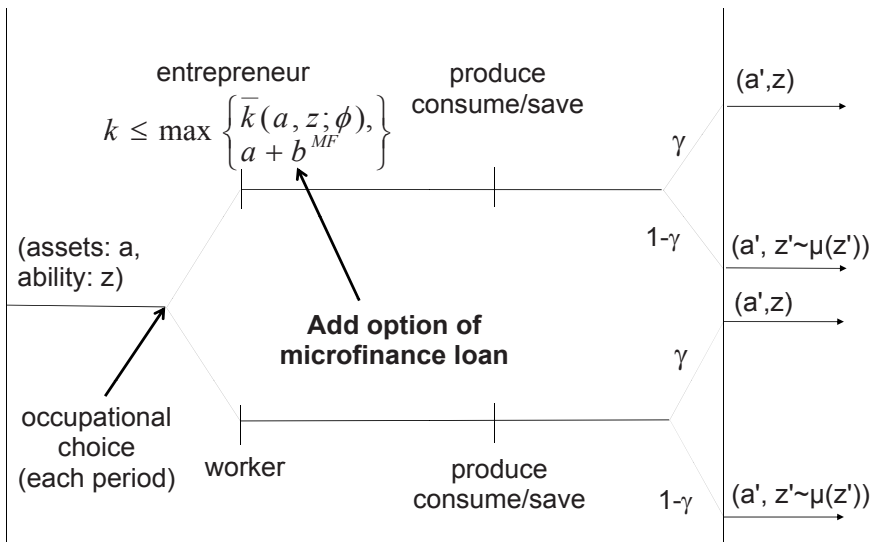 entrepreneur
k ≤ max { k̅(a, z; ϕ),
a + b^MF }
produce
consume/save
(a',z)
γ
1-γ
(a', z'~μ(z'))
(assets: a,
ability: z)
(a',z)
Add option of
microfinance loan
γ
occupational
choice
(each period)
worker
produce
consume/save
1-γ
(a', z'~μ(z'))